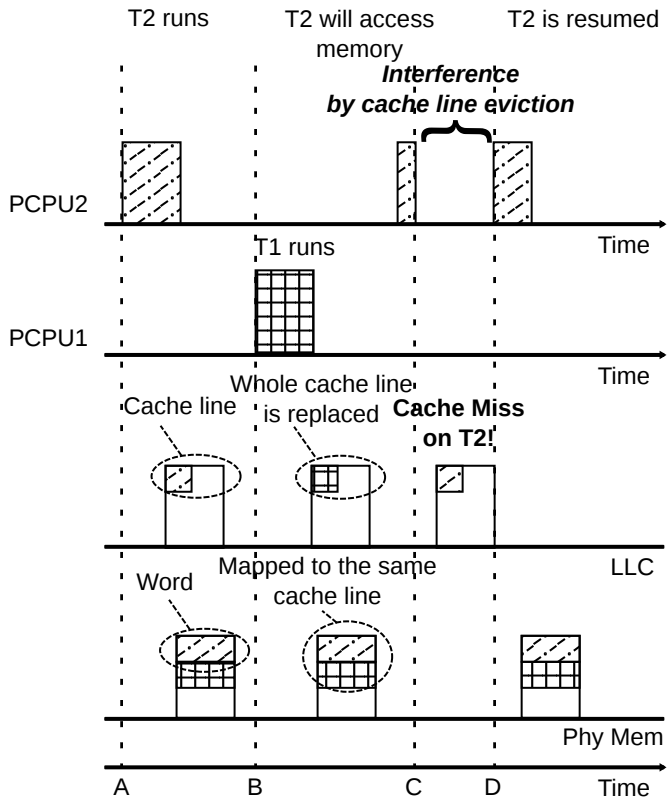 T2 runs
T2 will access
memory
T2 is resumed
Interference
by cache line eviction
PCPU2
Time
T1 runs
PCPU1
Time
Cache line
Whole cache line
is replaced
Cache Miss
on T2!
LLC
Word
Mapped to the same
cache line
Phy Mem
A
B
C
D
Time